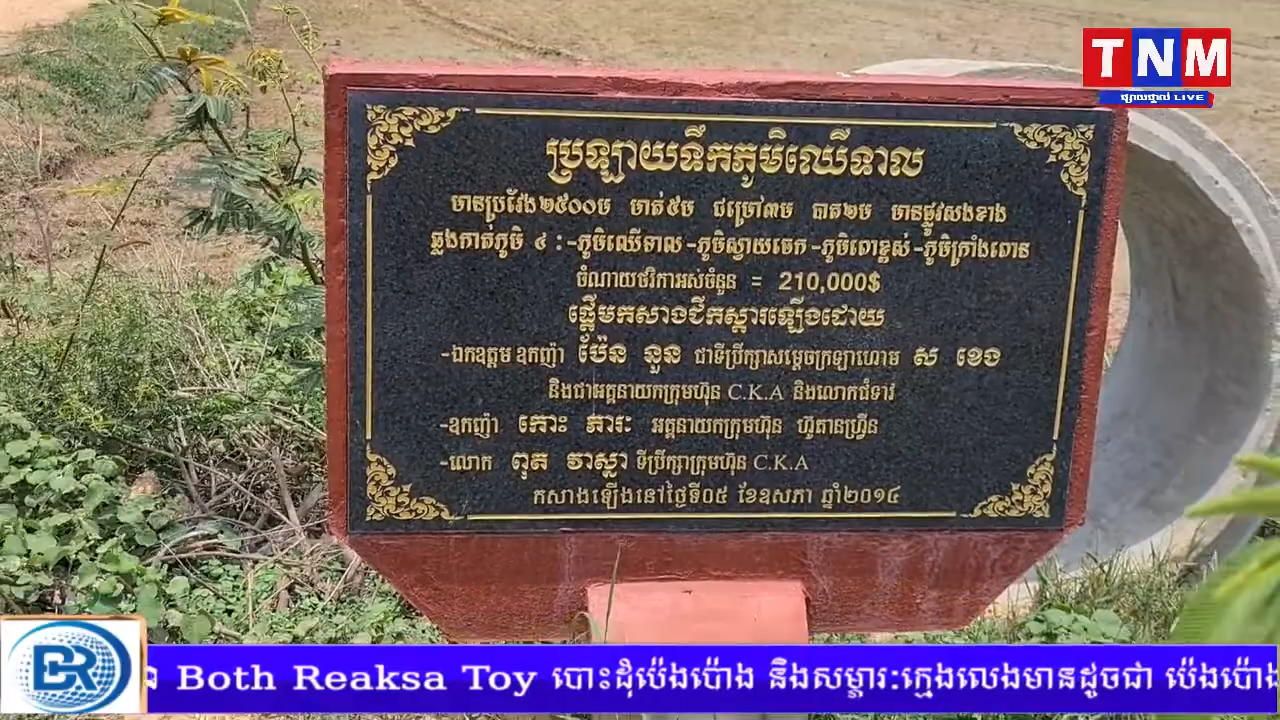 TNM
ផ្សាយផ្ទាល់ LIVE
ប្រឡាយទឹកភូមិឈើទាល
មានប្រវែង២៥០០ម មាត់៥ម ជម្រៅ៣ម បាត២ម មានផ្លូវសងខាង
ឆ្លងកាត់ភូមិ ៤ : -ភូមិឈើទាល -ភូមិស្វាយចេក -ភូមិពោធិ៍ខ្ពស់ -ភូមិត្រាំងពោន
ចំណាយថវិកាអស់ចំនួន = 210,000$
ផ្ដើមកសាងជីកស្ដារឡើងដោយ
-ឯកឧត្តម ឧកញ៉ា ប៉ែន នួន ជាទីប្រឹក្សាសម្ដេចក្រឡាហោម ស ខេង
និងជាអគ្គនាយកក្រុមហ៊ុន C.K.A និងលោកជំទាវ
-ឧកញ៉ា កោះ ភារៈ អគ្គនាយកក្រុមហ៊ុន ហ៊ូតានហ្វ្រីន
-លោក ពុត វាស្នា ទីប្រឹក្សាក្រុមហ៊ុន C.K.A
កសាងឡើងនៅថ្ងៃទី០៥ ខែឧសភា ឆ្នាំ២០១៤
BR
Both Reaksa Toy បោះដុំប៉េងប៉ោង និងសម្ភារៈក្មេងលេងមានដូចជា ប៉េងប៉ោង